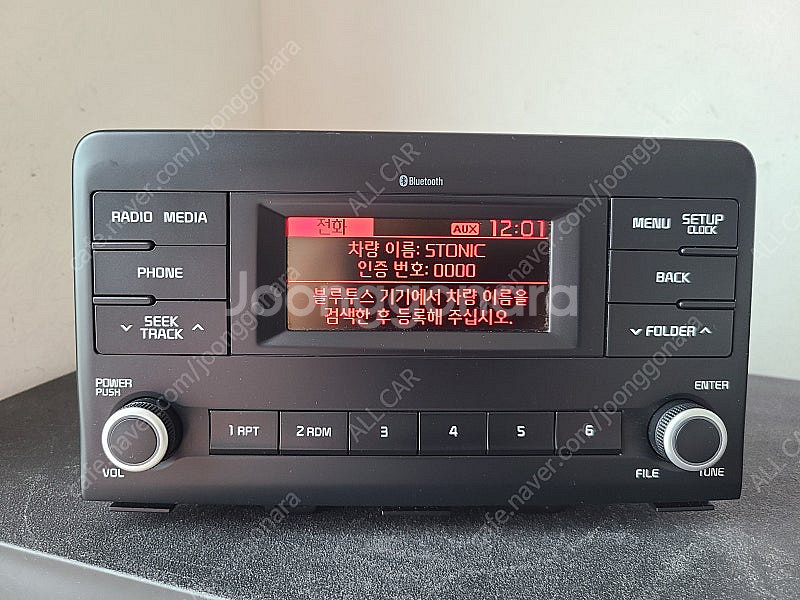 Bluetooth
RADIO MEDIA
PHONE
SEEK
TRACK
전화 AUX 12:01
차량 이름: STONIC
인증 번호: 0000
블루투스 기기에서 차량 이름을
검색한 후 등록해 주십시오.
MENU SETUP
CLOCK
BACK
FOLDER
POWER
PUSH
VOL
1 RPT
2 RDM
3
4
5
6
ENTER
FILE
TUNE
Joonggonara
ALL CAR
cafe.naver.com/joonggonara